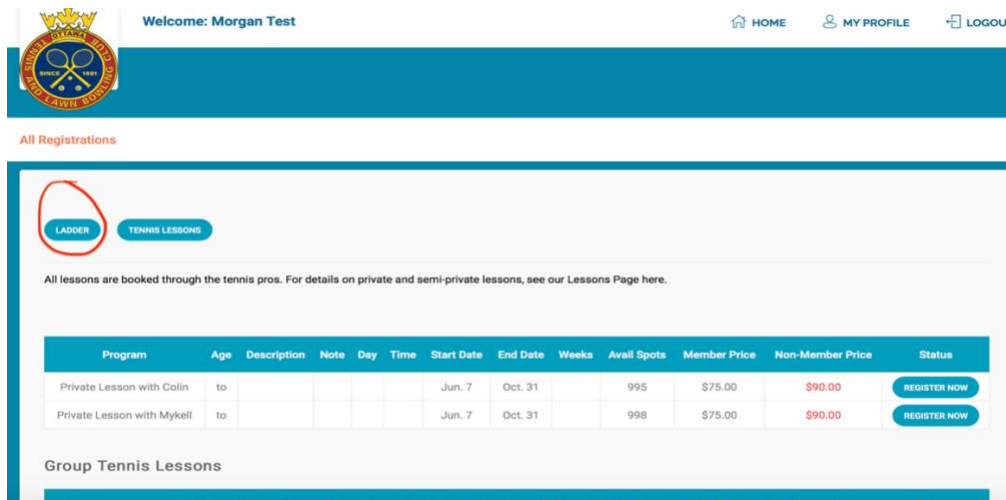 Welcome: Morgan Test
HOME
MY PROFILE
LOGOU
OTTAWA
TENNIS AND LAWN BOWLING CLUB
SINCE 1881
All Registrations
LADDER
TENNIS LESSONS
All lessons are booked through the tennis pros. For details on private and semi-private lessons, see our Lessons Page here.
Program Age Description Note Day Time Start Date End Date Weeks Avail Spots Member Price Non-Member Price Status
Private Lesson with Colin to Jun. 7 Oct. 31 995 $75.00 $90.00 REGISTER NOW
Private Lesson with Mykell to Jun. 7 Oct. 31 998 $75.00 $90.00 REGISTER NOW
Group Tennis Lessons